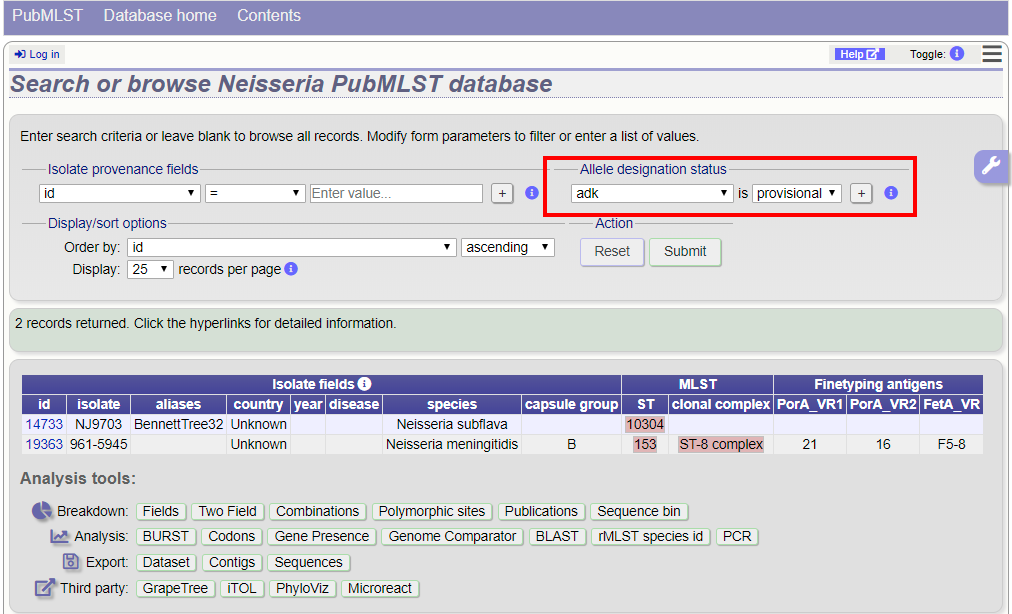 PubMLST Database home Contents
Log in Help Toggle:
Search or browse Neisseria PubMLST database
Enter search criteria or leave blank to browse all records. Modify form parameters to filter or enter a list of values.
Isolate provenance fields Allele designation status
id = Enter value... + adk is provisional +
Display/sort options Action
Order by: id ascending Reset Submit
Display: 25 records per page
2 records returned. Click the hyperlinks for detailed information.
Isolate fields MLST Finetyping antigens
id isolate aliases country year disease species capsule group ST clonal complex PorA_VR1 PorA_VR2 FetA_VR
14733 NJ9703 BennettTree32 Unknown Neisseria subflava 10304
19363 961-5945 Unknown Neisseria meningitidis B 153 ST-8 complex 21 16 F5-8
Analysis tools:
Breakdown: Fields Two Field Combinations Polymorphic sites Publications Sequence bin
Analysis: BURST Codons Gene Presence Genome Comparator BLAST rMLST species id PCR
Export: Dataset Contigs Sequences
Third party: GrapeTree iTOL PhyloViz Microreact